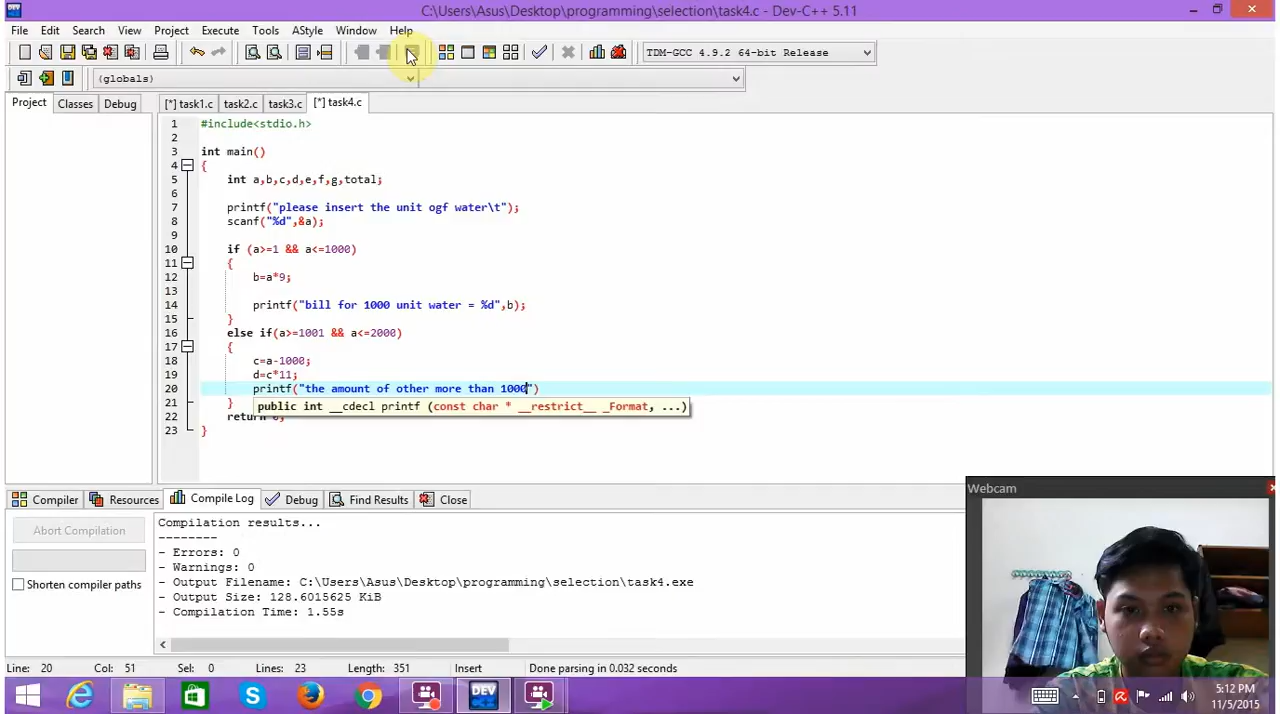 C:\Users\Asus\Desktop\programming\selection\task4.c - Dev-C++ 5.11
File Edit Search View Project Execute Tools AStyle Window Help
TDM-GCC 4.9.2 64-bit Release
(globals)
Project Classes Debug [*] task1.c task2.c task3.c [*] task4.c
1 #include<stdio.h>
2
3 int main()
4 {
5 int a,b,c,d,e,f,g,total;
6
7 printf("please insert the unit ogf water\t");
8 scanf("%d",&a);
9
10 if (a>=1 && a<=1000)
11 {
12 b=a*9;
13
14 printf("bill for 1000 unit water = %d",b);
15 }
16 else if(a>=1001 && a<=2000)
17 {
18 c=a-1000;
19 d=c*11;
20 printf("the amount of other more than 1000")
21 }
public int __cdecl printf (const char * __restrict__ _Format, ...)
22 return 0;
23 }
Compiler Resources Compile Log Debug Find Results Close
Webcam
Abort Compilation
Shorten compiler paths
Compilation results...
--------
- Errors: 0
- Warnings: 0
- Output Filename: C:\Users\Asus\Desktop\programming\selection\task4.exe
- Output Size: 128.6015625 KiB
- Compilation Time: 1.55s
Line: 20 Col: 51 Sel: 0 Lines: 23 Length: 351 Insert Done parsing in 0.032 seconds
DEV
5:12 PM
11/5/2015